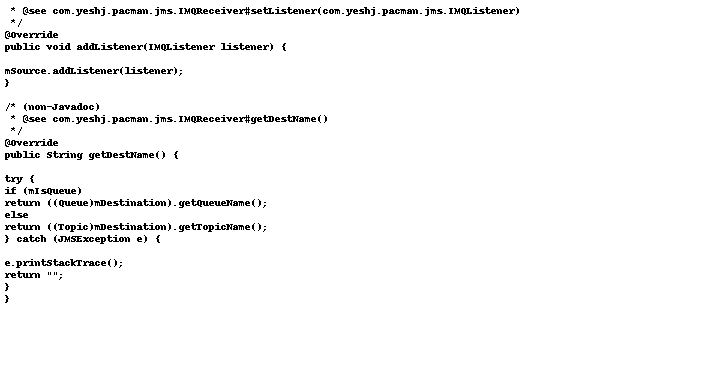 * @see com.yeshj.pacman.jms.IMQReceiver#setListener(com.yeshj.pacman.jms.IMQListener)
 */
@Override
public void addListener(IMQListener listener) {

mSource.addListener(listener);
}

/* (non-Javadoc)
 * @see com.yeshj.pacman.jms.IMQReceiver#getDestName()
 */
@Override
public String getDestName() {

try {
if (mIsQueue)
return ((Queue)mDestination).getQueueName();
else
return ((Topic)mDestination).getTopicName();
} catch (JMSException e) {

e.printStackTrace();
return "";
}
}